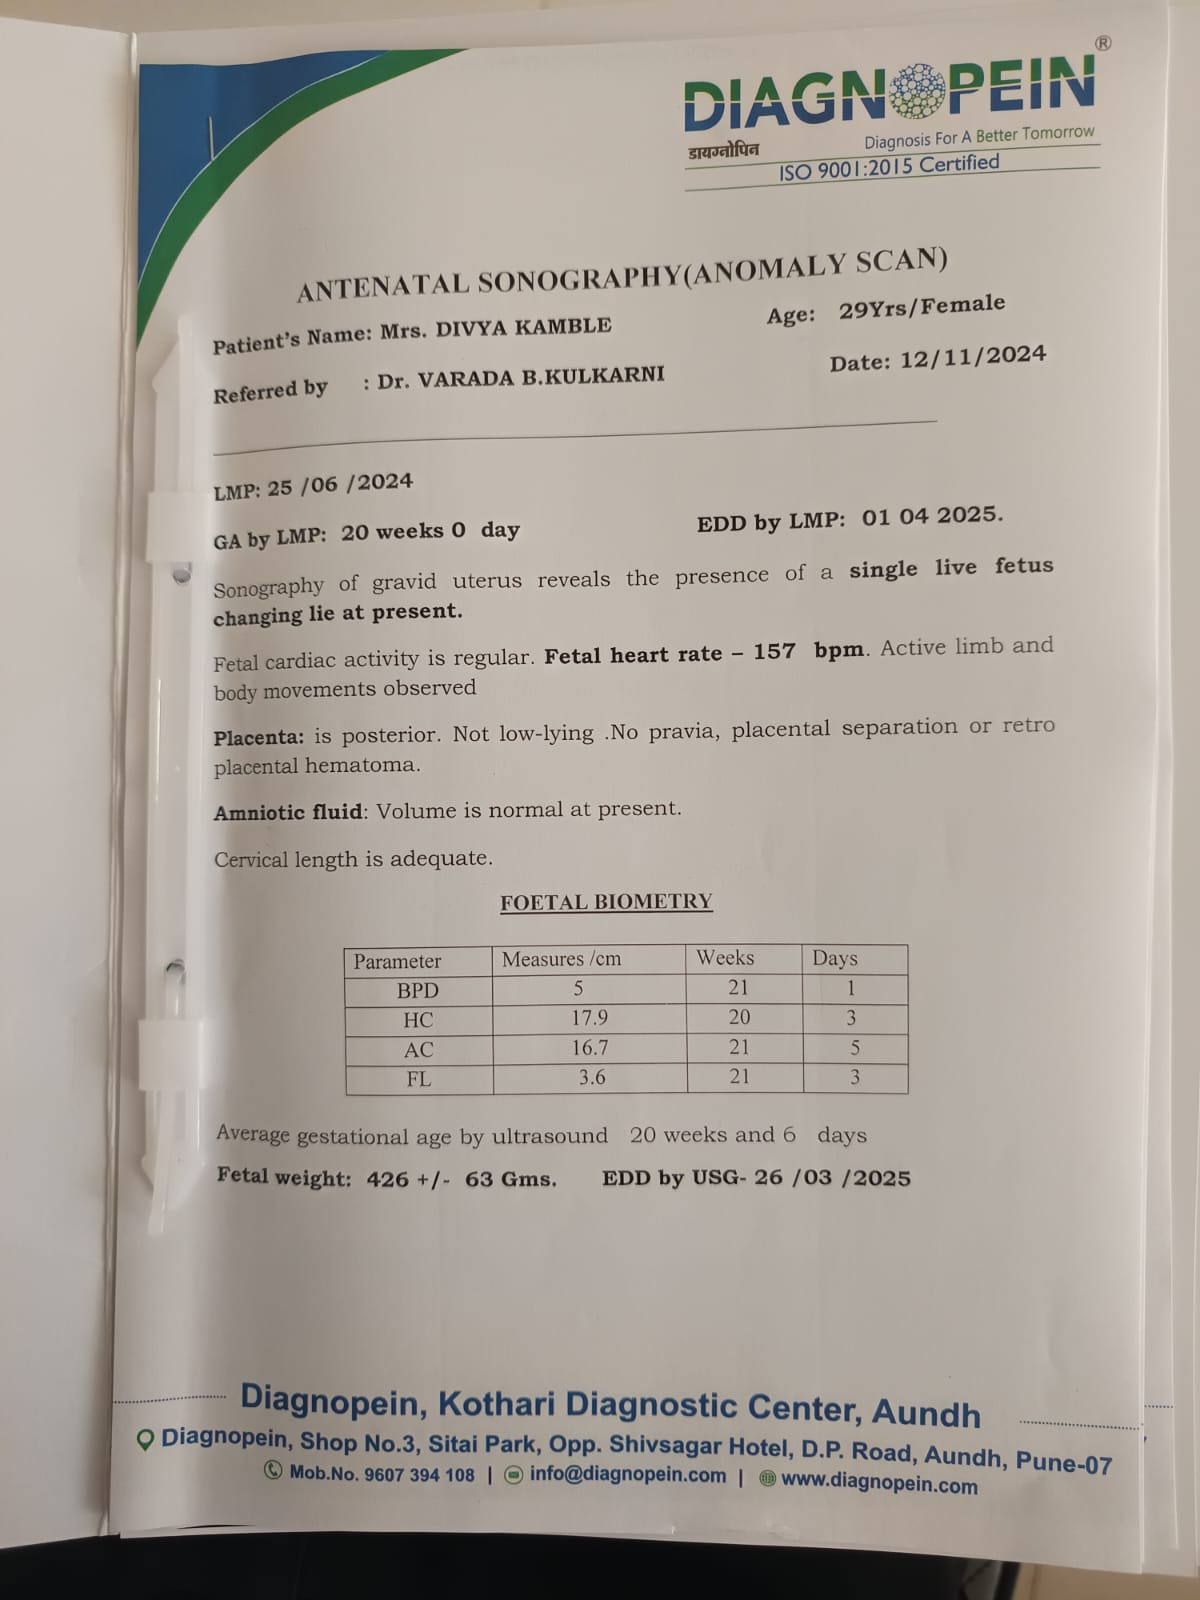 ®
DIAGNOPEIN
डायग्नोपिन
Diagnosis For A Better Tomorrow
ISO 9001:2015 Certified
ANTENATAL SONOGRAPHY(ANOMALY SCAN)
Patient's Name: Mrs. DIVYA KAMBLE Age: 29Yrs/Female
Referred by : Dr. VARADA B.KULKARNI Date: 12/11/2024
LMP: 25 /06 /2024
GA by LMP: 20 weeks 0 day EDD by LMP: 01 04 2025.
Sonography of gravid uterus reveals the presence of a single live fetus
changing lie at present.
Fetal cardiac activity is regular. Fetal heart rate – 157 bpm. Active limb and
body movements observed
Placenta: is posterior. Not low-lying .No pravia, placental separation or retro
placental hematoma.
Amniotic fluid: Volume is normal at present.
Cervical length is adequate.
FOETAL BIOMETRY
Parameter Measures /cm Weeks Days
BPD 5 21 1
HC 17.9 20 3
AC 16.7 21 5
FL 3.6 21 3
Average gestational age by ultrasound 20 weeks and 6 days
Fetal weight: 426 +/- 63 Gms. EDD by USG- 26 /03 /2025
Diagnopein, Kothari Diagnostic Center, Aundh
Diagnopein, Shop No.3, Sitai Park, Opp. Shivsagar Hotel, D.P. Road, Aundh, Pune-07
Mob.No. 9607 394 108 | info@diagnopein.com | www.diagnopein.com